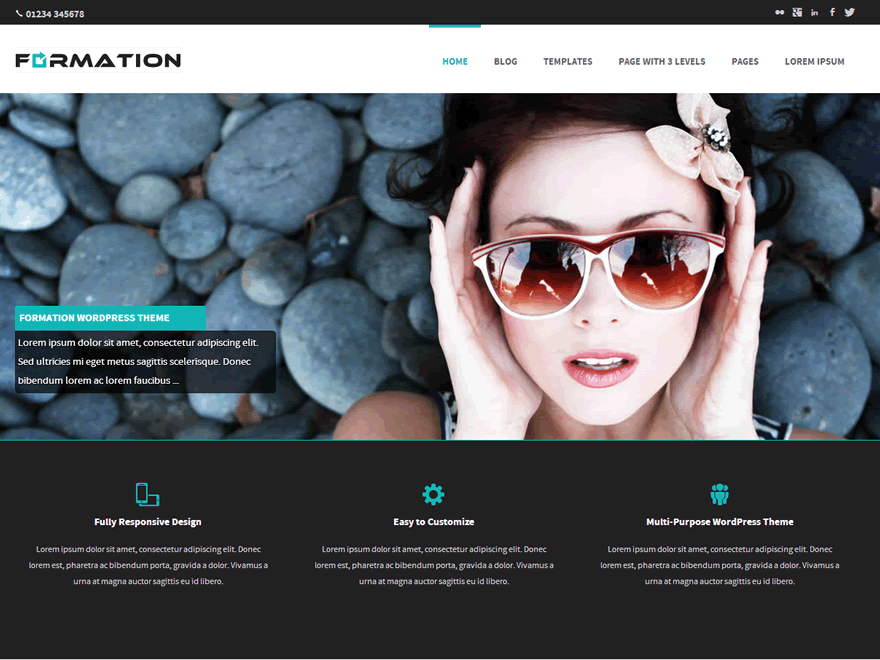 01234 345678
FORMATION
HOME BLOG TEMPLATES PAGE WITH 3 LEVELS PAGES LOREM IPSUM
FORMATION WORDPRESS THEME
Lorem ipsum dolor sit amet, consectetur adipiscing elit.
Sed ultricies mi eget metus sagittis scelerisque. Donec
bibendum lorem ac lorem faucibus ...
Fully Responsive Design
Lorem ipsum dolor sit amet, consectetur adipiscing elit. Donec
lorem est, pharetra ac bibendum porta, gravida a dolor. Vivamus a
urna at magna auctor sagittis eu id libero.
Easy to Customize
Lorem ipsum dolor sit amet, consectetur adipiscing elit. Donec
lorem est, pharetra ac bibendum porta, gravida a dolor. Vivamus a
urna at magna auctor sagittis eu id libero.
Multi-Purpose WordPress Theme
Lorem ipsum dolor sit amet, consectetur adipiscing elit. Donec
lorem est, pharetra ac bibendum porta, gravida a dolor. Vivamus a
urna at magna auctor sagittis eu id libero.